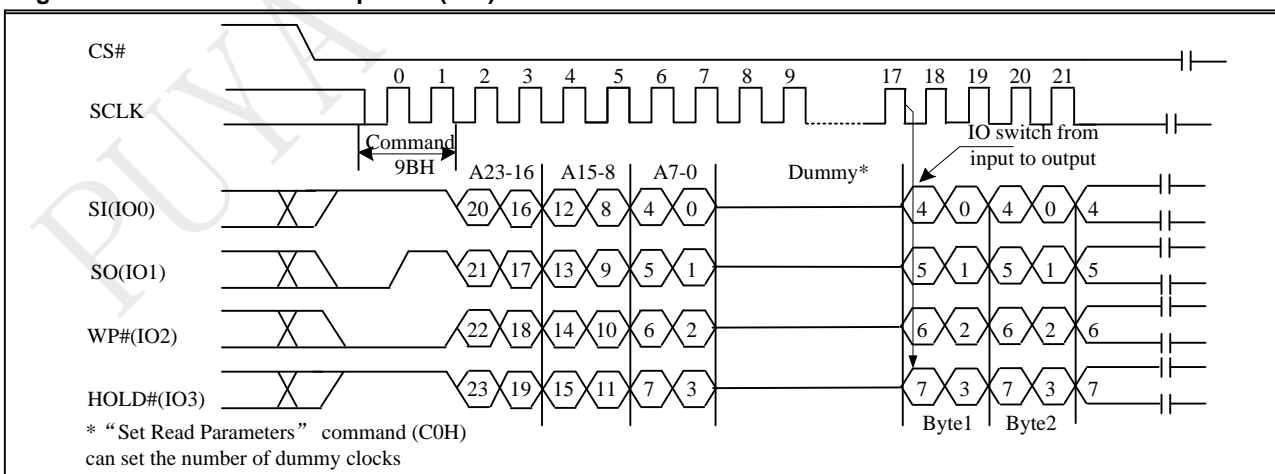 PUYA
CS#
0 1 2 3 4 5 6 7 8 9 17 18 19 20 21
SCLK
Command
9BH
IO switch from
input to output
A23-16 A15-8 A7-0 Dummy*
SI(IO0) 20 16 12 8 4 0 4 0 4 0 4
SO(IO1) 21 17 13 9 5 1 5 1 5 1 5
WP#(IO2) 22 18 14 10 6 2 6 2 6 2 6
HOLD#(IO3) 23 19 15 11 7 3 7 3 7 3 7
Byte1 Byte2
* “Set Read Parameters” command (C0H)
can set the number of dummy clocks